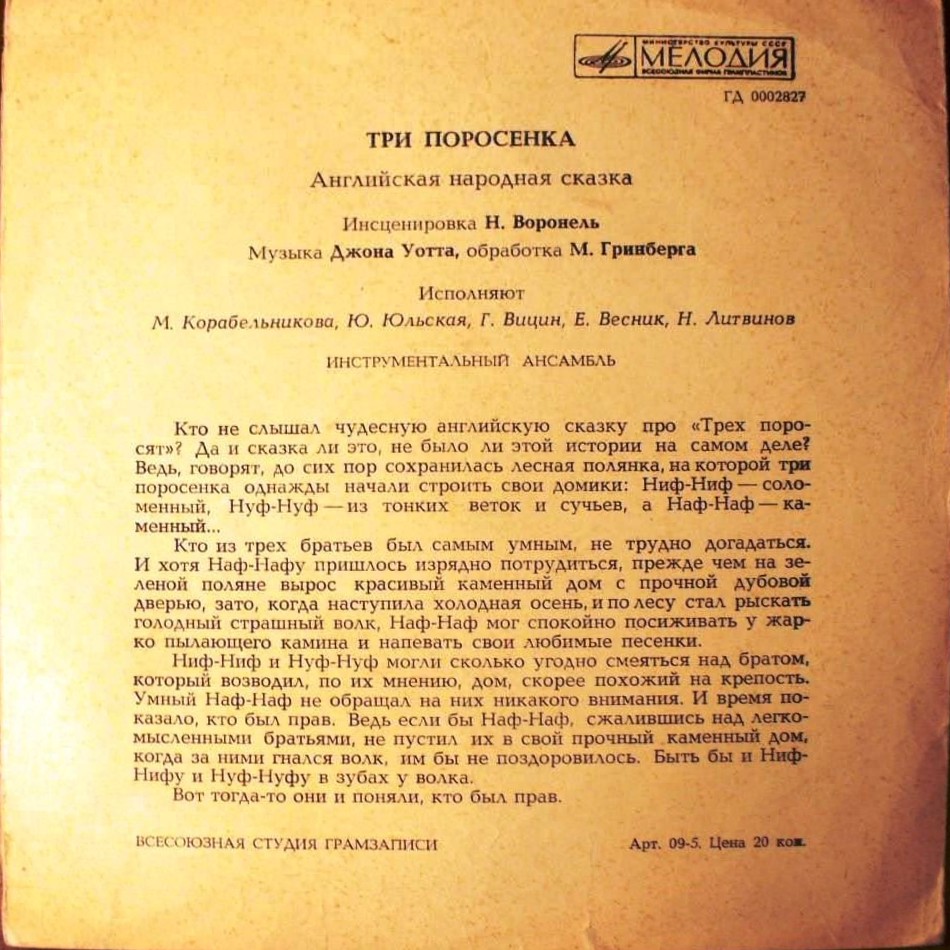 МИНИСТЕРСТВО КУЛЬТУРЫ СССР
МЕЛОДИЯ
ВСЕСОЮЗНАЯ ФИРМА ГРАМПЛАСТИНОК
ГД 0002827
ТРИ ПОРОСЕНКА
Английская народная сказка
Инсценировка Н. Воронель
Музыка Джона Уотта, обработка М. Гринберга
Исполняют
М. Корабельникова, Ю. Юльская, Г. Вицин, Е. Весник, Н. Литвинов
ИНСТРУМЕНТАЛЬНЫЙ АНСАМБЛЬ
Кто не слышал чудесную английскую сказку про «Трех поро-
сят»? Да и сказка ли это, не было ли этой истории на самом деле?
Ведь, говорят, до сих пор сохранилась лесная полянка, на которой три
поросенка однажды начали строить свои домики: Ниф-Ниф — соло-
менный, Нуф-Нуф — из тонких веток и сучьев, а Наф-Наф — ка-
менный...
Кто из трех братьев был самым умным, не трудно догадаться.
И хотя Наф-Нафу пришлось изрядно потрудиться, прежде чем на зе-
леной поляне вырос красивый каменный дом с прочной дубовой
дверью, зато, когда наступила холодная осень, и по лесу стал рыскать
голодный страшный волк, Наф-Наф мог спокойно посиживать у жар-
ко пылающего камина и напевать свои любимые песенки.
Ниф-Ниф и Нуф-Нуф могли сколько угодно смеяться над братом,
который возводил, по их мнению, дом, скорее похожий на крепость.
Умный Наф-Наф не обращал на них никакого внимания. И время по-
казало, кто был прав. Ведь если бы Наф-Наф, сжалившись над легко-
мысленными братьями, не пустил их в свой прочный каменный дом,
когда за ними гнался волк, им бы не поздоровилось. Быть бы и Ниф-
Нифу и Нуф-Нуфу в зубах у волка.
Вот тогда-то они и поняли, кто был прав.
ВСЕСОЮЗНАЯ СТУДИЯ ГРАМЗАПИСИ
Арт. 09-5. Цена 20 коп.